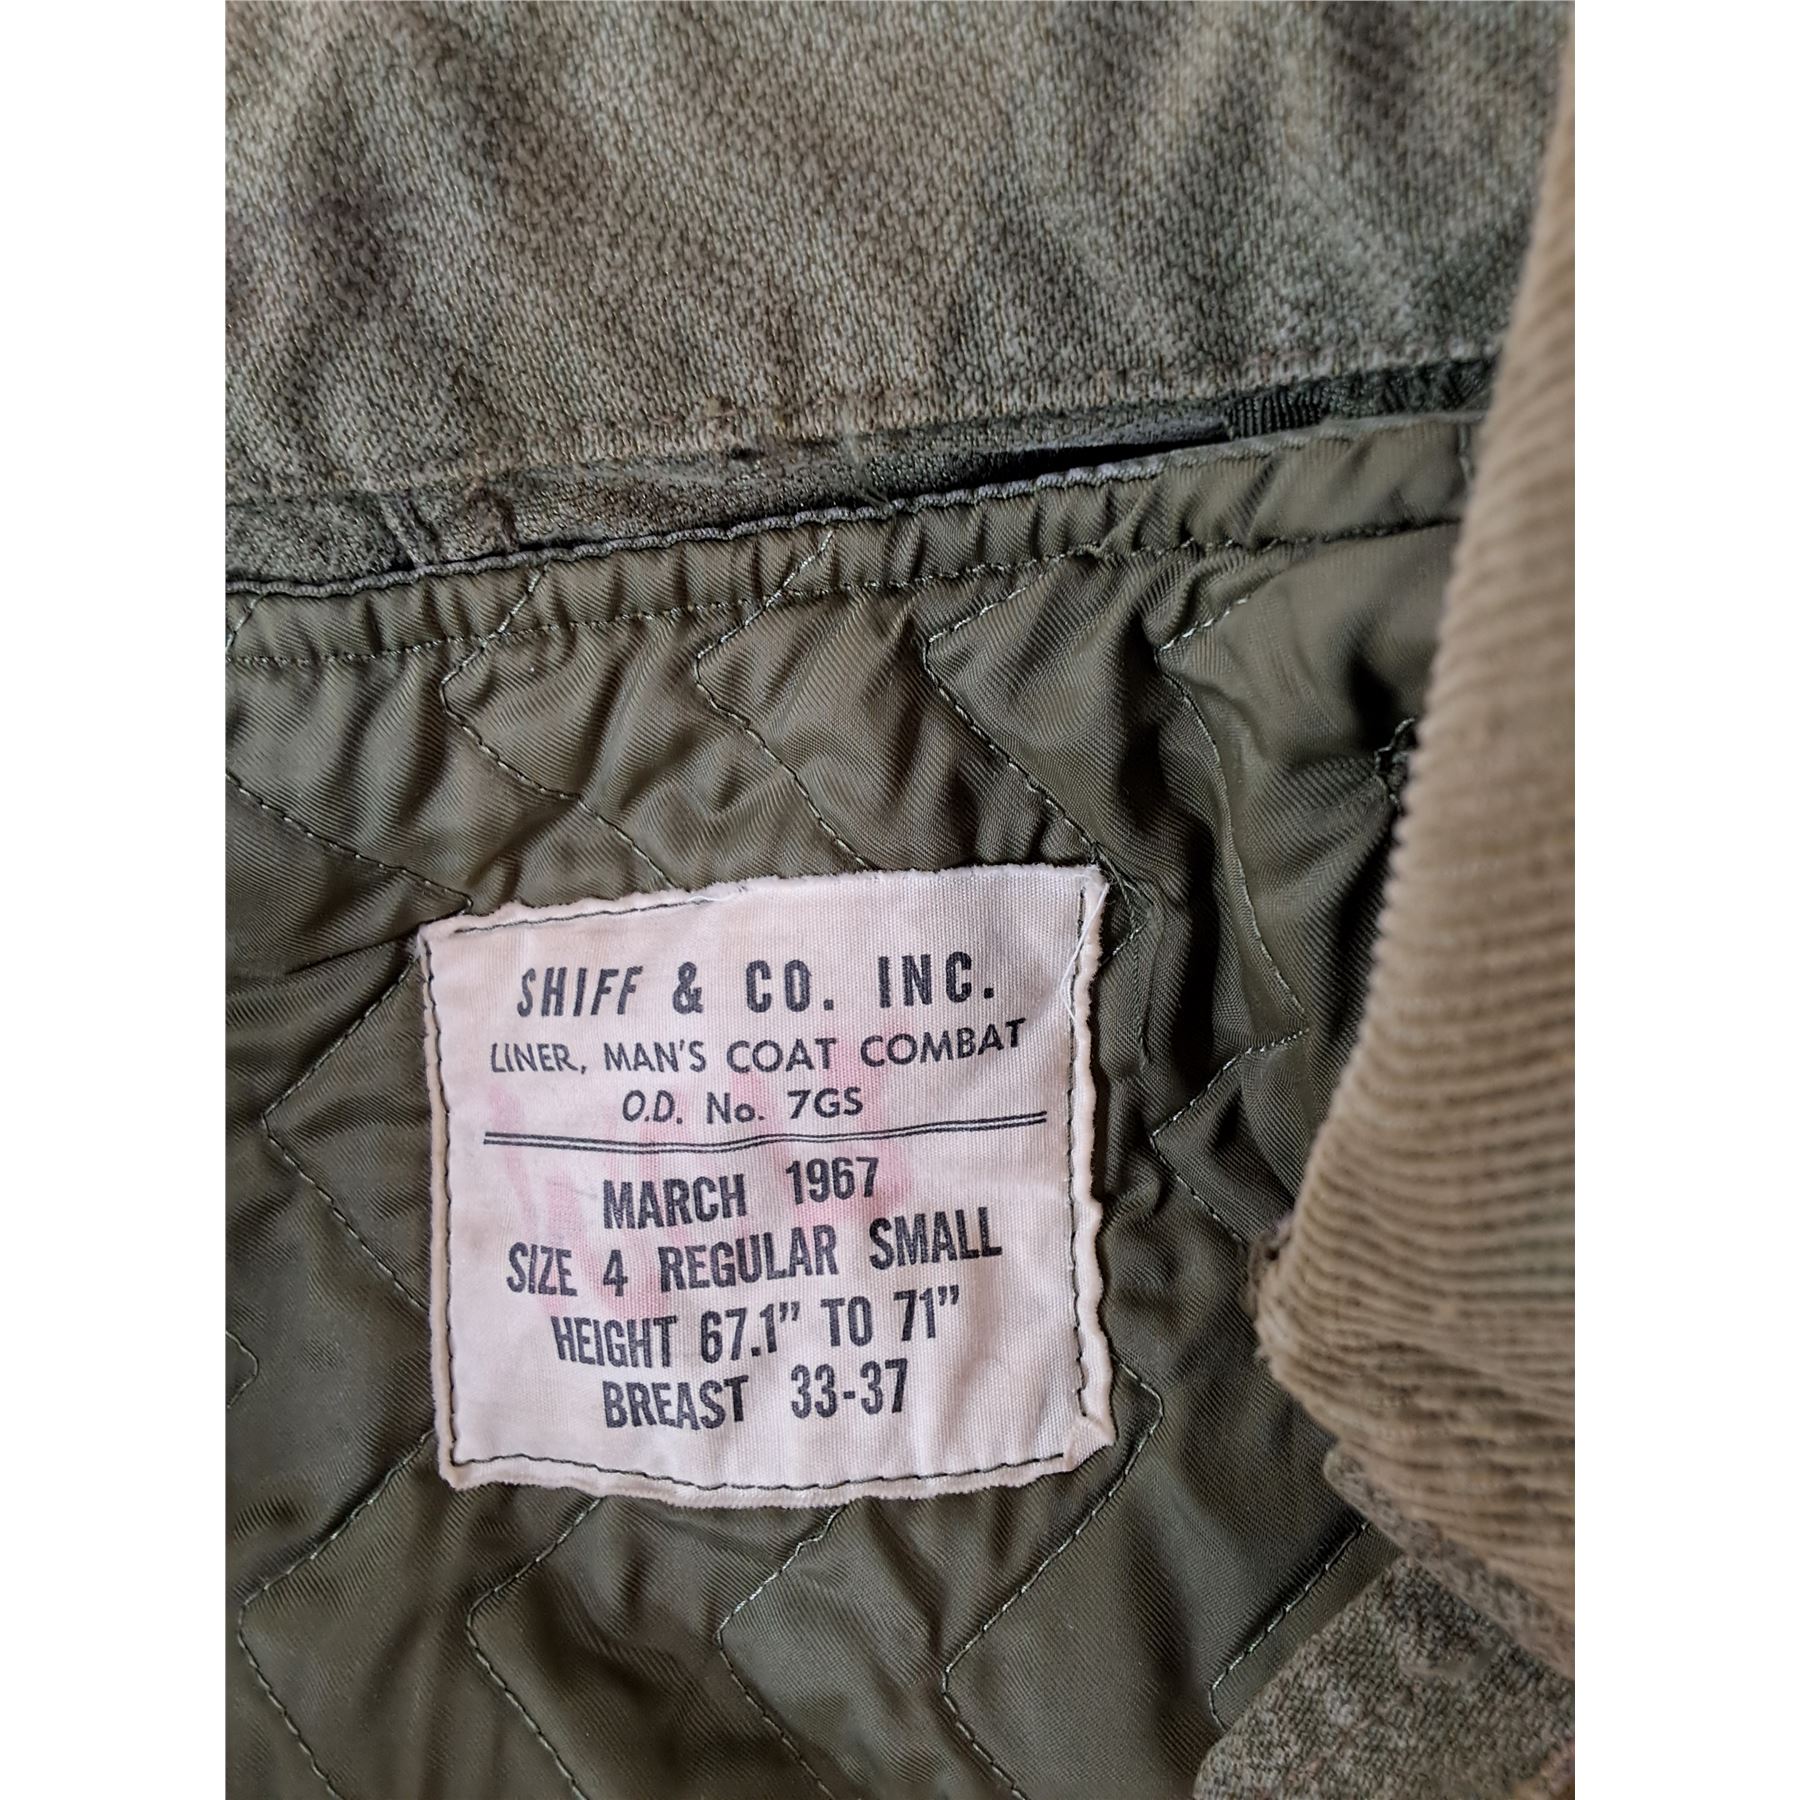 SHIFF & CO. INC.
LINER, MAN'S COAT COMBAT
O.D. No. 7GS
MARCH 1967
SIZE 4 REGULAR SMALL
HEIGHT 67.1" TO 71"
BREAST 33-37